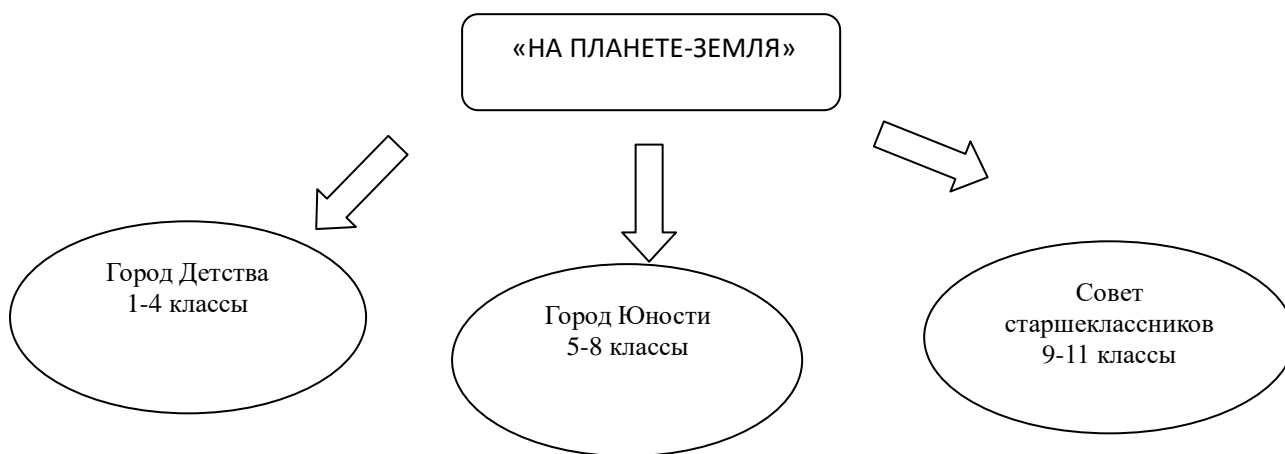 «НА ПЛАНЕТЕ-ЗЕМЛЯ»
Город Детства
1-4 классы
Город Юности
5-8 классы
Совет
старшеклассников
9-11 классы